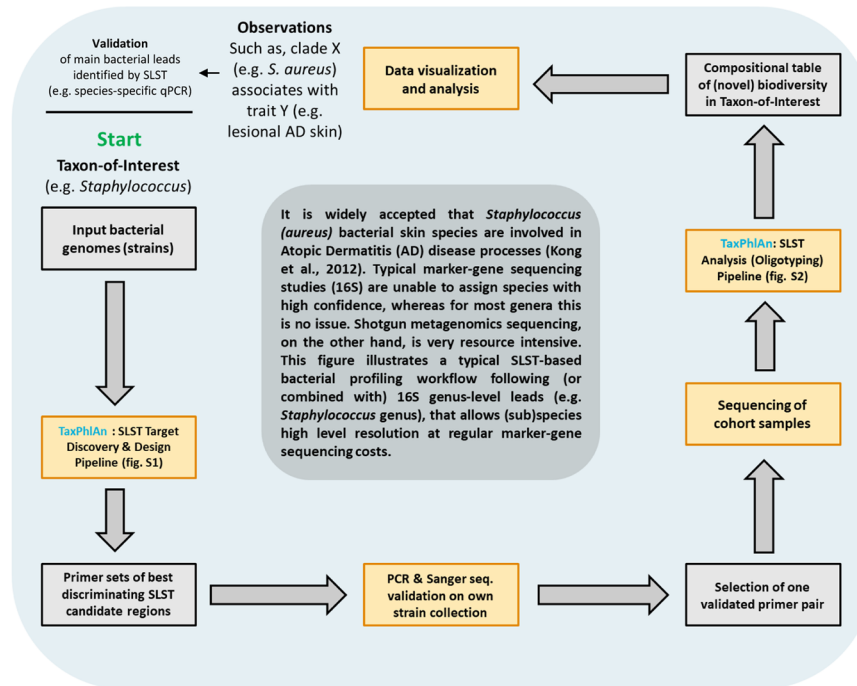 Validation
of main bacterial leads
identified by SLST
(e.g. species-specific qPCR)
Observations
Such as, clade X
(e.g. S. aureus)
associates with
trait Y (e.g.
lesional AD skin)
Data visualization
and analysis
Compositional table
of (novel) biodiversity
in Taxon-of-Interest
Start
Taxon-of-Interest
(e.g. Staphylococcus)
Input bacterial
genomes (strains)
It is widely accepted that Staphylococcus
(aureus) bacterial skin species are involved in
Atopic Dermatitis (AD) disease processes (Kong
et al., 2012). Typical marker-gene sequencing
studies (16S) are unable to assign species with
high confidence, whereas for most genera this
is no issue. Shotgun metagenomics sequencing,
on the other hand, is very resource intensive.
This figure illustrates a typical SLST-based
bacterial profiling workflow following (or
combined with) 16S genus-level leads (e.g.
Staphylococcus genus), that allows (sub)species
high level resolution at regular marker-gene
sequencing costs.
TaxPhlAn: SLST
Analysis (Oligotyping)
Pipeline (fig. S2)
Sequencing of
cohort samples
TaxPhlAn : SLST Target
Discovery & Design
Pipeline (fig. S1)
Primer sets of best
discriminating SLST
candidate regions
PCR & Sanger seq.
validation on own
strain collection
Selection of one
validated primer pair